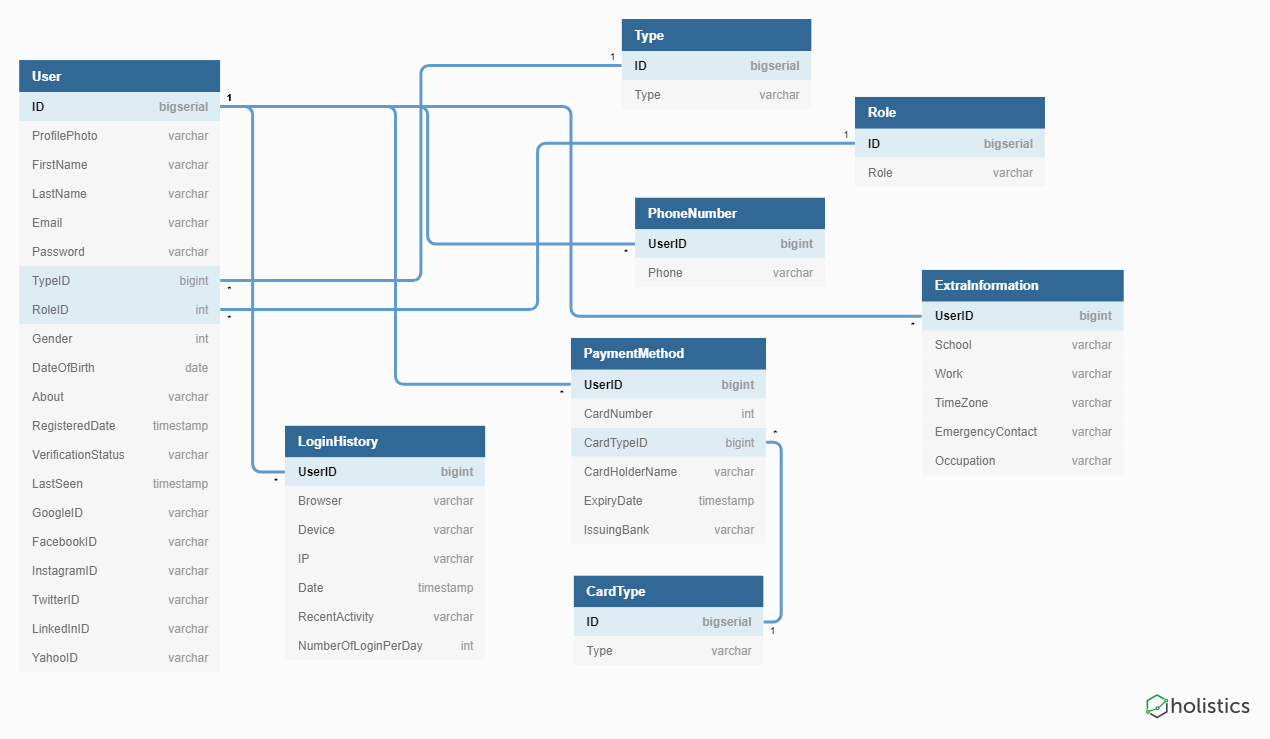 User
ID bigserial
ProfilePhoto varchar
FirstName varchar
LastName varchar
Email varchar
Password varchar
TypeID bigint
RoleID int
Gender int
DateOfBirth date
About varchar
RegisteredDate timestamp
VerificationStatus varchar
LastSeen timestamp
GoogleID varchar
FacebookID varchar
InstagramID varchar
TwitterID varchar
LinkedInID varchar
YahooID varchar
1
*
*
Type
1
ID bigserial
Type varchar
Role
1
ID bigserial
Role varchar
PhoneNumber
UserID bigint
*
Phone varchar
ExtraInformation
UserID bigint
*
School varchar
Work varchar
TimeZone varchar
EmergencyContact varchar
Occupation varchar
PaymentMethod
UserID bigint
*
CardNumber int
*
CardTypeID bigint
CardHolderName varchar
ExpiryDate timestamp
IssuingBank varchar
LoginHistory
UserID bigint
*
Browser varchar
Device varchar
IP varchar
Date timestamp
RecentActivity varchar
NumberOfLoginPerDay int
CardType
ID bigserial
1
Type varchar
holistics